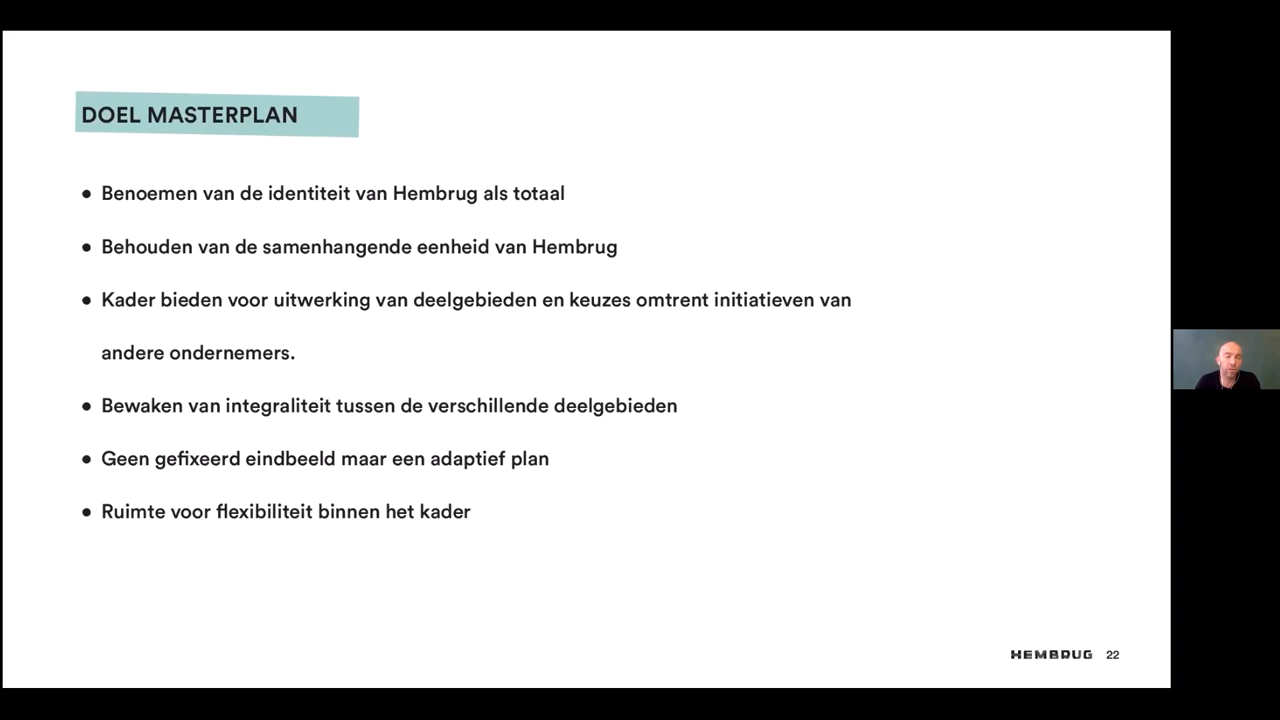 DOEL MASTERPLAN
• Benoemen van de identiteit van Hembrug als totaal
• Behouden van de samenhangende eenheid van Hembrug
• Kader bieden voor uitwerking van deelgebieden en keuzes omtrent initiatieven van
andere ondernemers.
• Bewaken van integraliteit tussen de verschillende deelgebieden
• Geen gefixeerd eindbeeld maar een adaptief plan
• Ruimte voor flexibiliteit binnen het kader
HEMBRUG 22